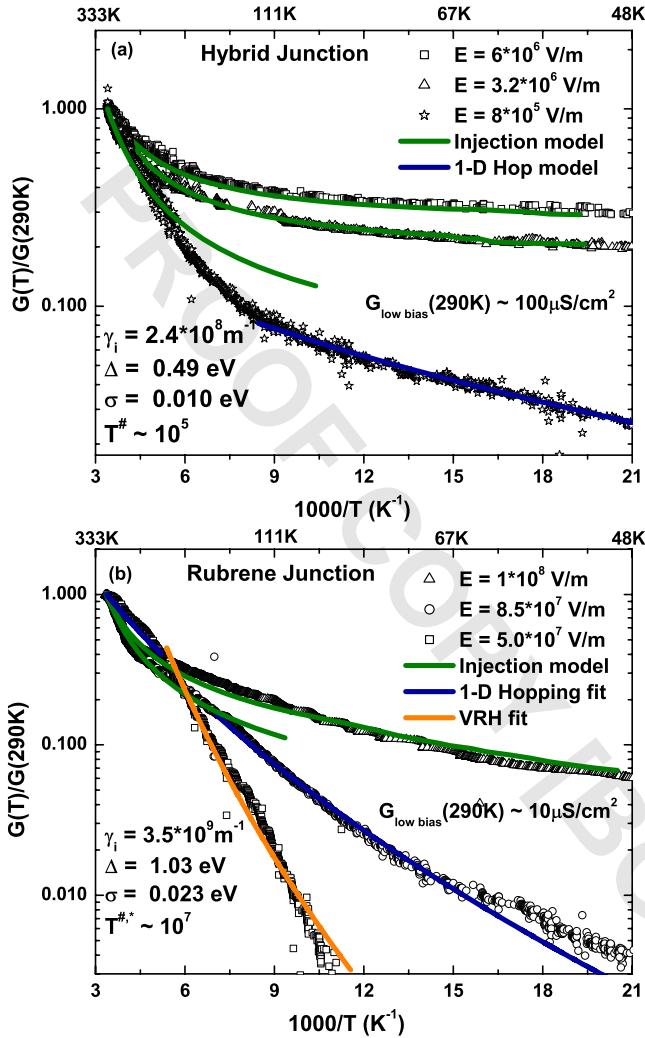 333K 111K 67K 48K
(a) Hybrid Junction
E = 6*10^6 V/m
E = 3.2*10^6 V/m
E = 8*10^5 V/m
Injection model
1-D Hop model
1.000
0.100
G(T)/G(290K)
G_low bias(290K) ~ 100μS/cm^2
γ_i = 2.4*10^8 m^-1
Δ = 0.49 eV
σ = 0.010 eV
T^# ~ 10^5
3 6 9 12 15 18 21
1000/T (K^-1)
333K 111K 67K 48K
(b) Rubrene Junction
E = 1*10^8 V/m
E = 8.5*10^7 V/m
E = 5.0*10^7 V/m
Injection model
1-D Hopping fit
VRH fit
1.000
0.100
0.010
G(T)/G(290K)
G_low bias(290K) ~ 10μS/cm^2
γ_i = 3.5*10^9 m^-1
Δ = 1.03 eV
σ = 0.023 eV
T^#,* ~ 10^7
3 6 9 12 15 18 21
1000/T (K^-1)
PROOF COPY [BO